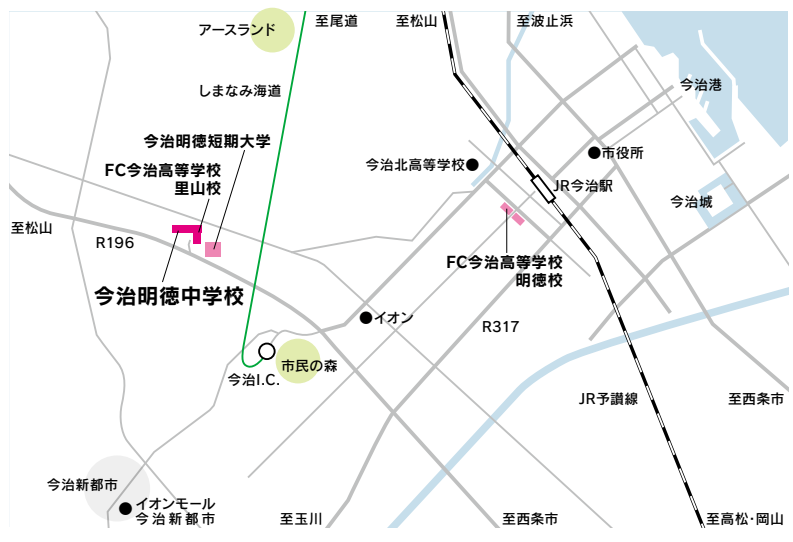 至尾道
至松山
至波止浜
アースランド
しまなみ海道
今治港
今治明徳短期大学
FC今治高等学校
里山校
今治北高等学校
市役所
JR今治駅
今治城
至松山
R196
FC今治高等学校
明徳校
今治明徳中学校
イオン
R317
市民の森
今治I.C.
JR予讃線
至西条市
今治新都市
イオンモール
今治新都市
至玉川
至西条市
至高松・岡山